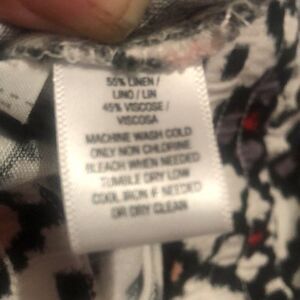 55% LINEN /
LINO / LIN
45% VISCOSE /
VISCOSA
MACHINE WASH COLD
ONLY NON CHLORINE
BLEACH WHEN NEEDED
TUMBLE DRY LOW
COOL IRON IF NEEDED
OR DRY CLEAN